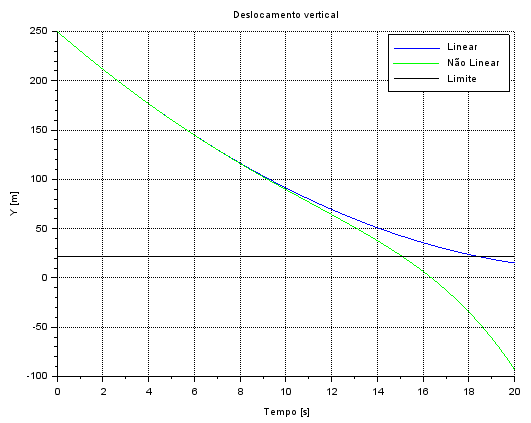 Deslocamento vertical
250
200
150
100
50
0
-50
-100
Y [m]
Linear
Não Linear
Limite
0 2 4 6 8 10 12 14 16 18 20
Tempo [s]